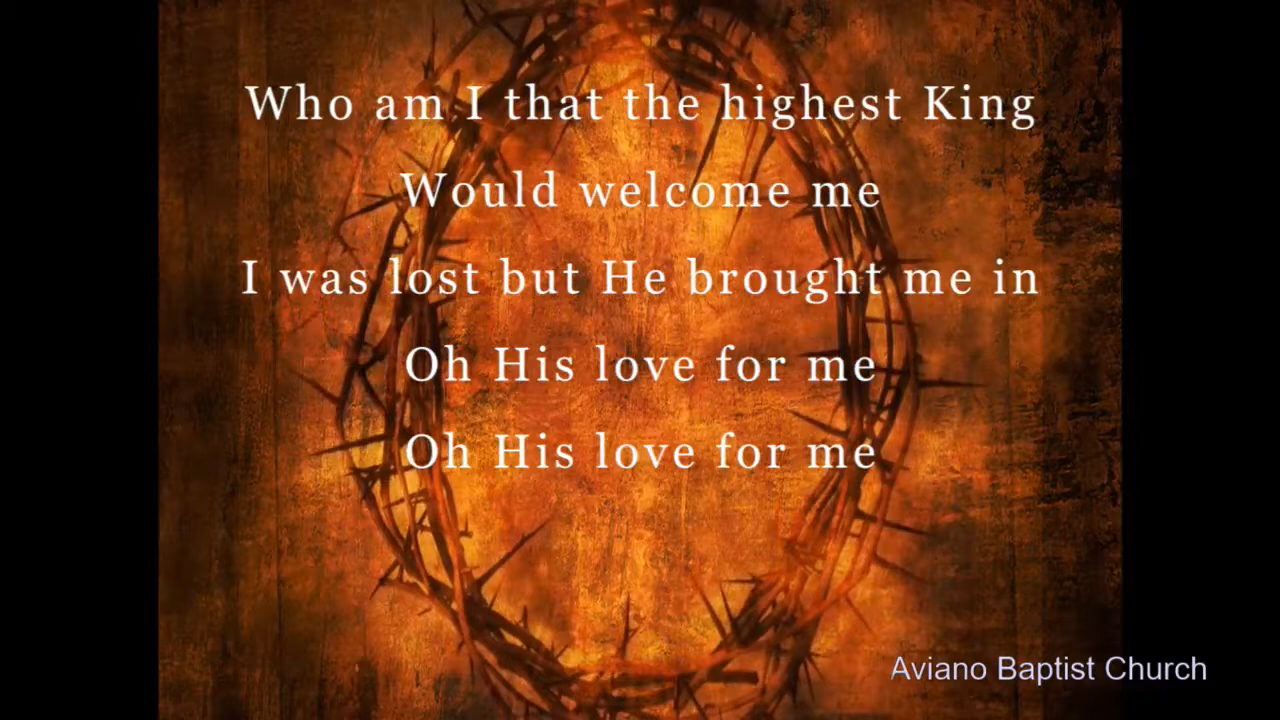 Who am I that the highest King
Would welcome me
I was lost but He brought me in
Oh His love for me
Oh His love for me
Aviano Baptist Church